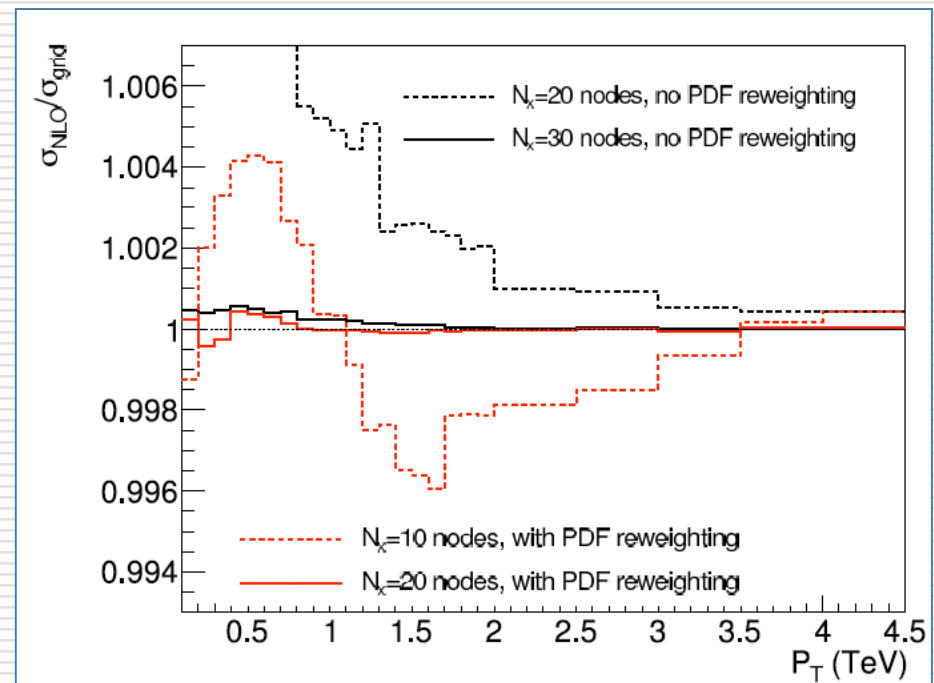 σNLO/σgrid
1.006
1.004
1.002
1
0.998
0.996
0.994
Nx=20 nodes, no PDF reweighting
Nx=30 nodes, no PDF reweighting
Nx=10 nodes, with PDF reweighting
Nx=20 nodes, with PDF reweighting
0.5 1 1.5 2 2.5 3 3.5 4 4.5
PT (TeV)